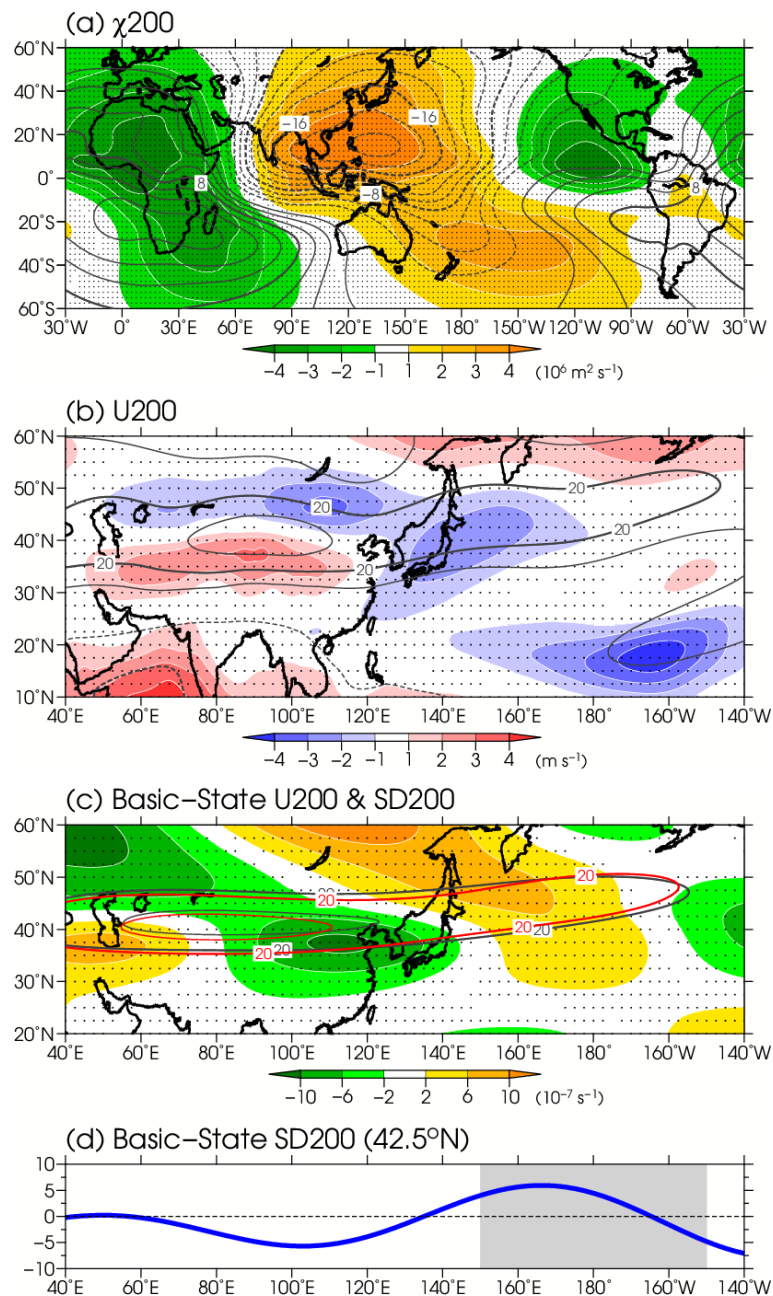 (a) χ200
60°N
40°N
20°N
0°
20°S
40°S
60°S
−16
−16
−8
8
8
30°W 0° 30°E 60°E 90°E 120°E 150°E 180° 150°W 120°W 90°W 60°W 30°W
−4 −3 −2 −1 1 2 3 4 (10⁶ m² s⁻¹)
(b) U200
60°N
50°N
40°N
30°N
20°N
10°N
20
20
20
20
20
40°E 60°E 80°E 100°E 120°E 140°E 160°E 180° 160°W 140°W
−4 −3 −2 −1 1 2 3 4 (m s⁻¹)
(c) Basic−State U200 & SD200
60°N
50°N
40°N
30°N
20°N
20
20
20
20
20
20
20
40°E 60°E 80°E 100°E 120°E 140°E 160°E 180° 160°W 140°W
−10 −6 −2 2 6 10 (10⁻⁷ s⁻¹)
(d) Basic−State SD200 (42.5°N)
10
5
0
−5
−10
40°E 60°E 80°E 100°E 120°E 140°E 160°E 180° 160°W 140°W